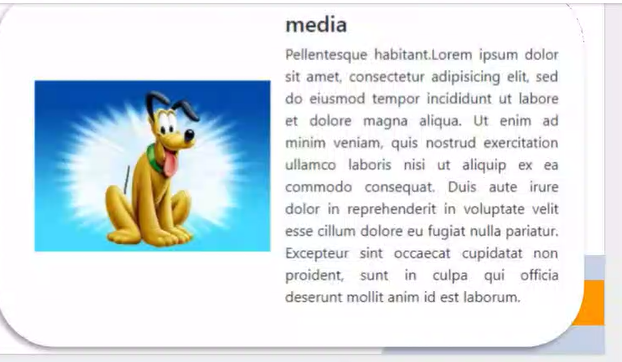 media
Pellentesque habitant.Lorem ipsum dolor
sit amet, consectetur adipisicing elit, sed
do eiusmod tempor incididunt ut labore
et dolore magna aliqua. Ut enim ad
minim veniam, quis nostrud exercitation
ullamco laboris nisi ut aliquip ex ea
commodo consequat. Duis aute irure
dolor in reprehenderit in voluptate velit
esse cillum dolore eu fugiat nulla pariatur.
Excepteur sint occaecat cupidatat non
proident, sunt in culpa qui officia
deserunt mollit anim id est laborum.